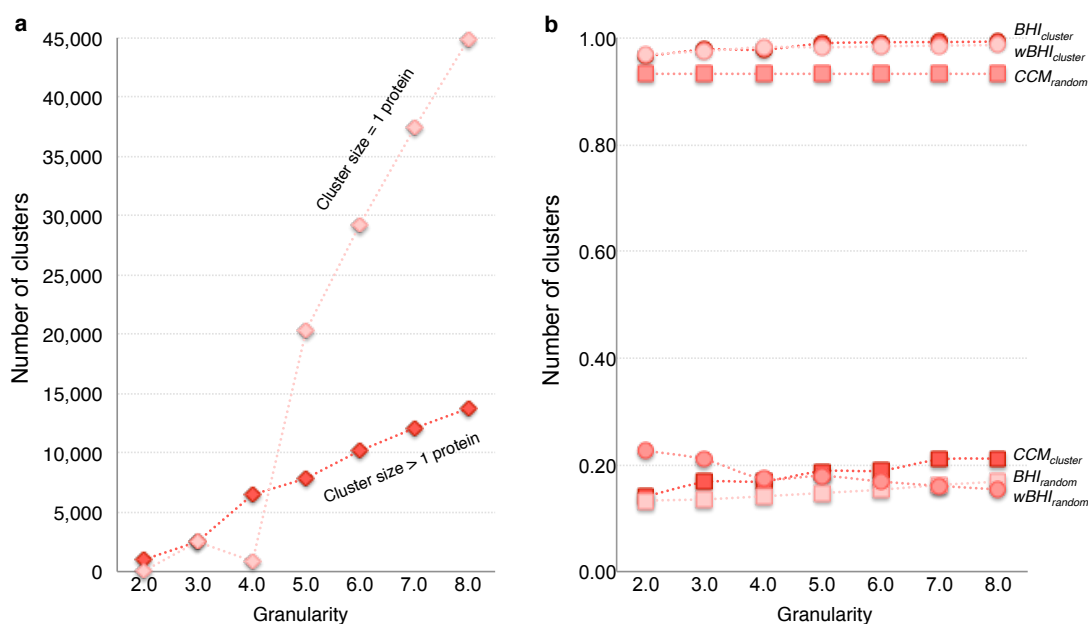 a
Number of clusters
45,000
40,000
35,000
30,000
25,000
20,000
15,000
10,000
5,000
0
Cluster size = 1 protein
Cluster size > 1 protein
2.0 3.0 4.0 5.0 6.0 7.0 8.0
Granularity
b
Number of clusters
1.00
0.80
0.60
0.40
0.20
0.00
BHIcluster
wBHIcluster
CCMrandom
CCMcluster
BHIrandom
wBHIrandom
2.0 3.0 4.0 5.0 6.0 7.0 8.0
Granularity